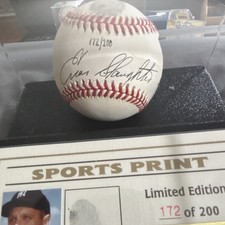 172/200
Enos Slaughter
SPORTS PRINT
Limited Edition
172 of 200